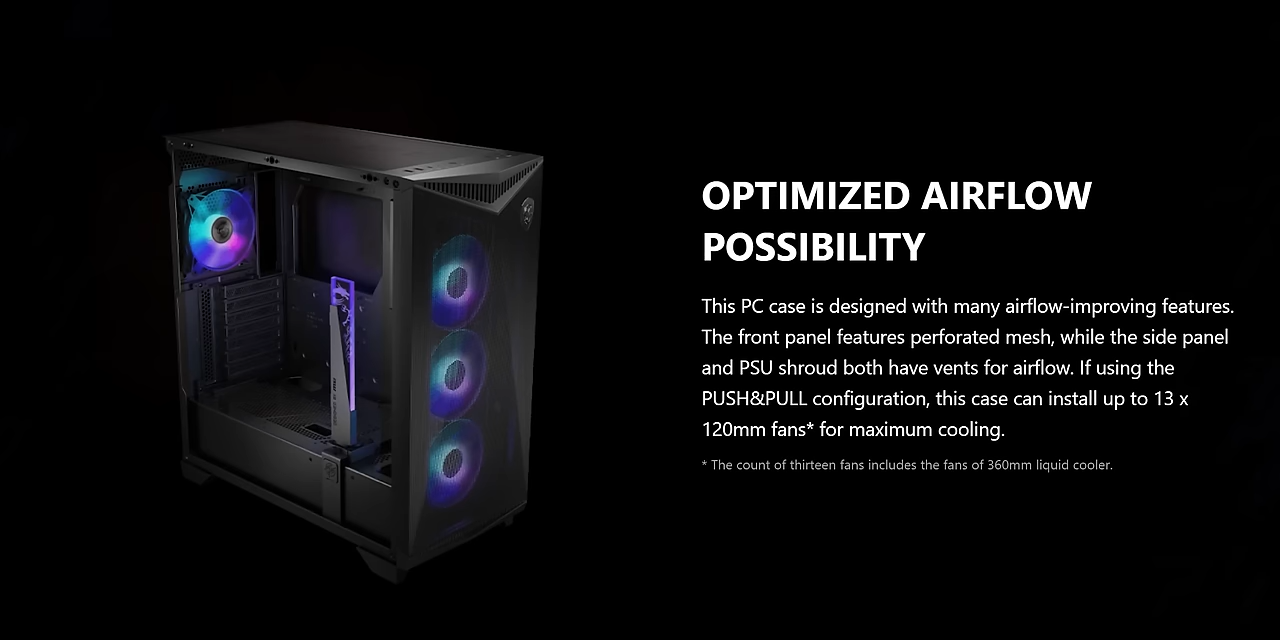 OPTIMIZED AIRFLOW
POSSIBILITY
This PC case is designed with many airflow-improving features.
The front panel features perforated mesh, while the side panel
and PSU shroud both have vents for airflow. If using the
PUSH&PULL configuration, this case can install up to 13 x
120mm fans* for maximum cooling.
* The count of thirteen fans includes the fans of 360mm liquid cooler.